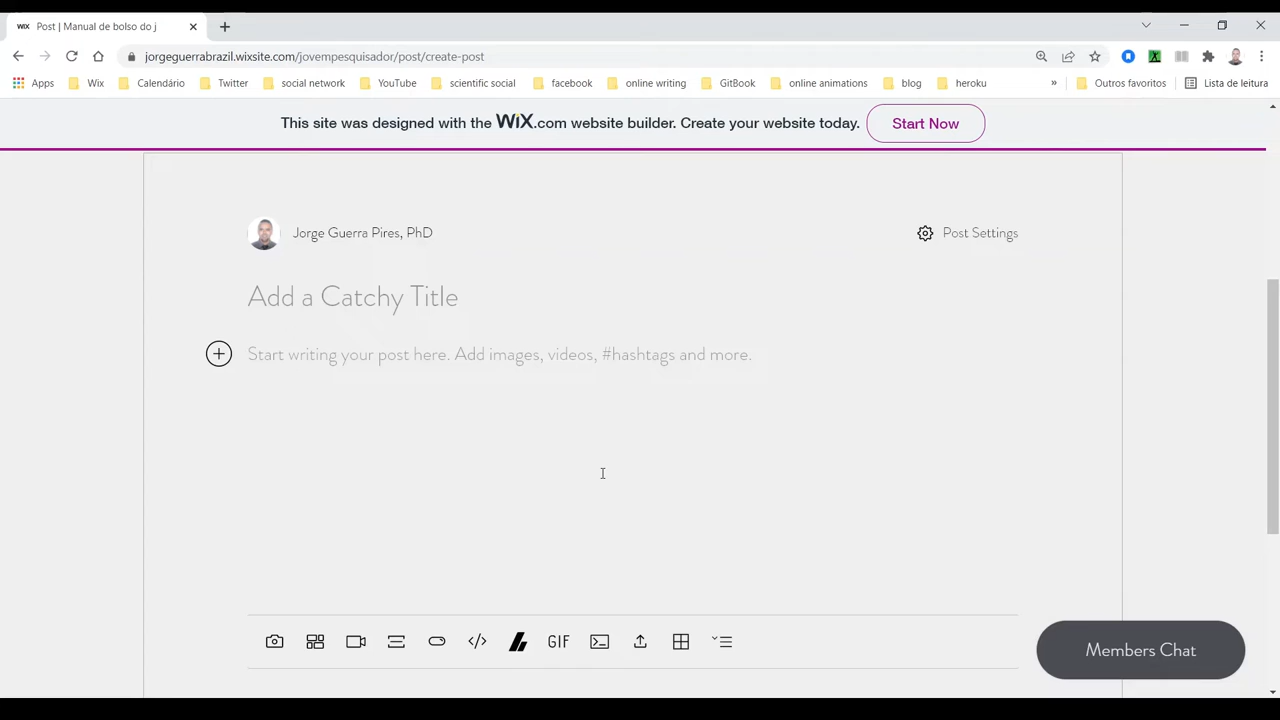 WIX Post | Manual de bolso do j
jorgeguerrabrazil.wixsite.com/jovempesquisador/post/create-post
Apps Wix Calendário Twitter social network YouTube scientific social facebook online writing GitBook online animations blog heroku » Outros favoritos Lista de leitura
This site was designed with the WiX.com website builder. Create your website today. Start Now
Jorge Guerra Pires, PhD Post Settings
Add a Catchy Title
Start writing your post here. Add images, videos, #hashtags and more.
GIF
Members Chat